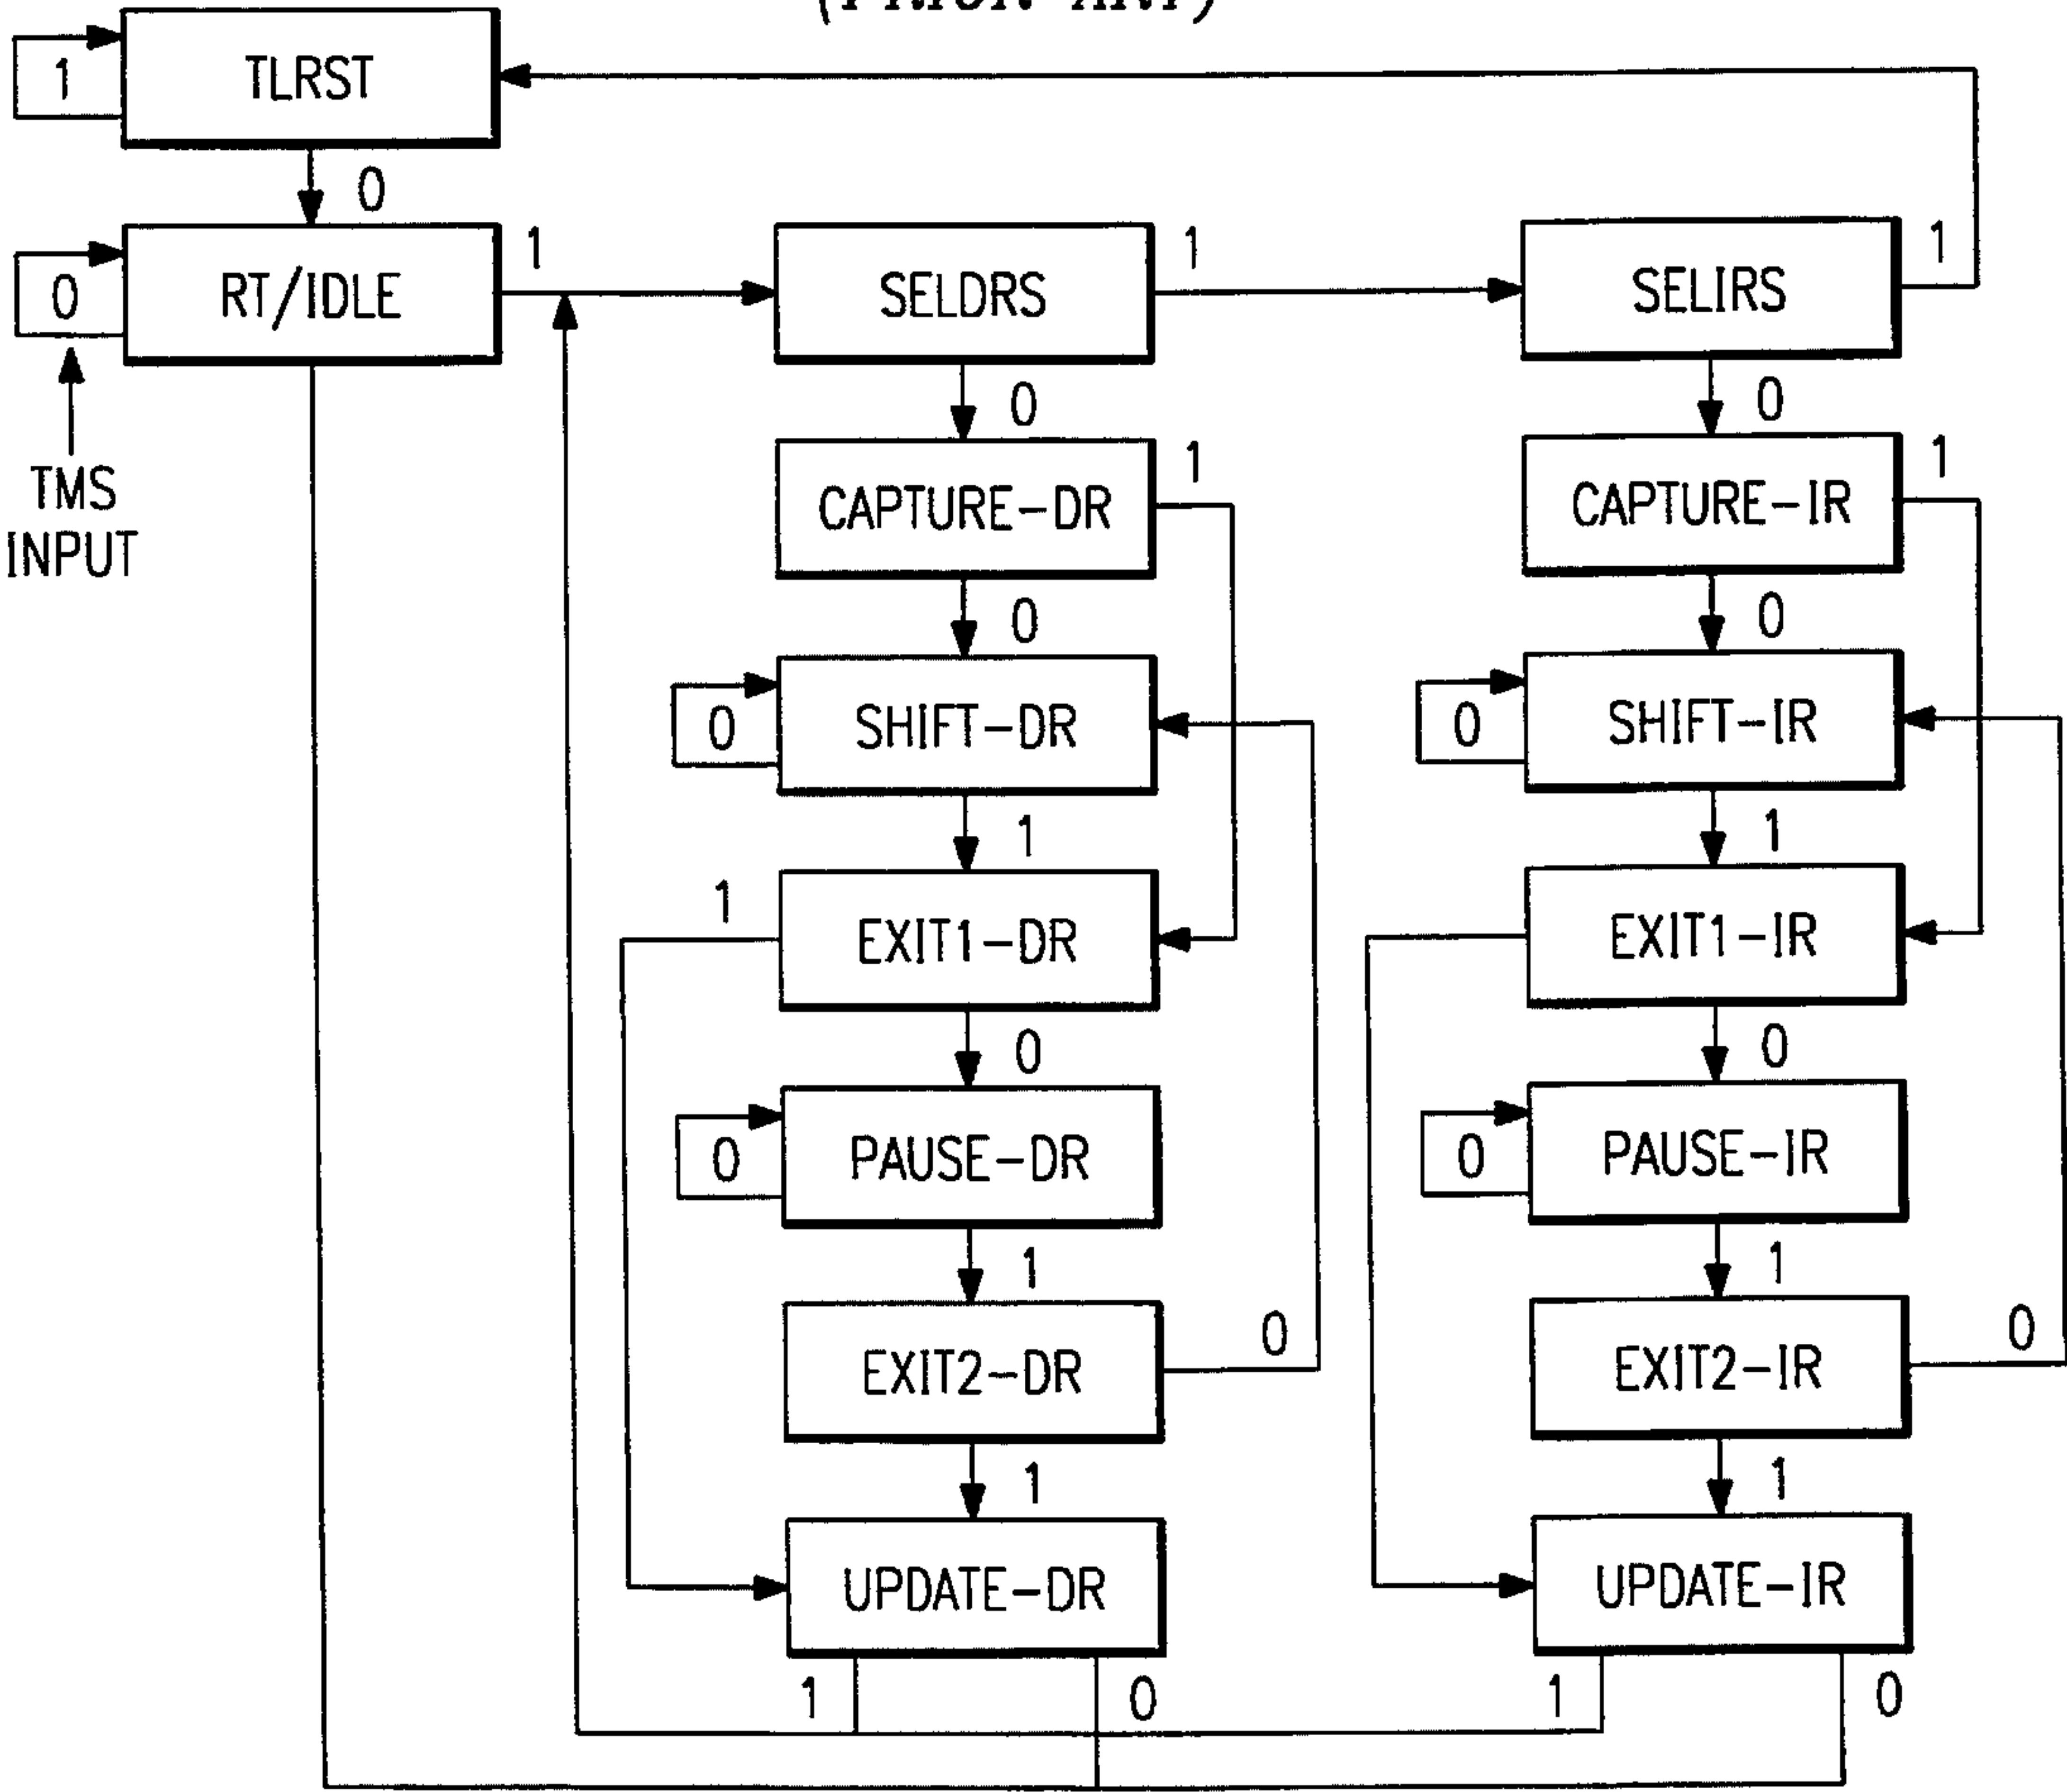 (PRIOR ART)
1
TLRST
0
0
RT/IDLE
1
SELDRS
1
SELIRS
1
TMS
INPUT
0
0
CAPTURE-DR
1
CAPTURE-IR
1
0
0
0
SHIFT-DR
0
SHIFT-IR
1
1
1
EXIT1-DR
EXIT1-IR
0
0
0
PAUSE-DR
0
PAUSE-IR
1
1
EXIT2-DR
0
EXIT2-IR
0
1
1
UPDATE-DR
UPDATE-IR
1
0
1
0